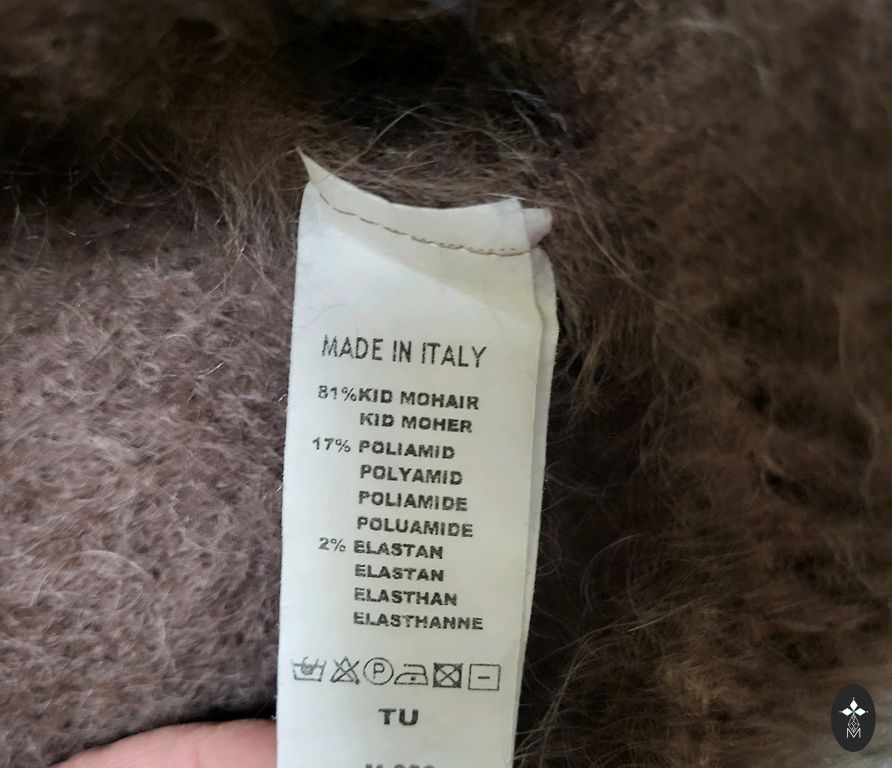 MADE IN ITALY
81%KID MOHAIR
KID MOHER
17% POLIAMID
POLYAMID
POLIAMIDE
POLUAMIDE
2% ELASTAN
ELASTAN
ELASTHAN
ELASTHANNE
P
TU